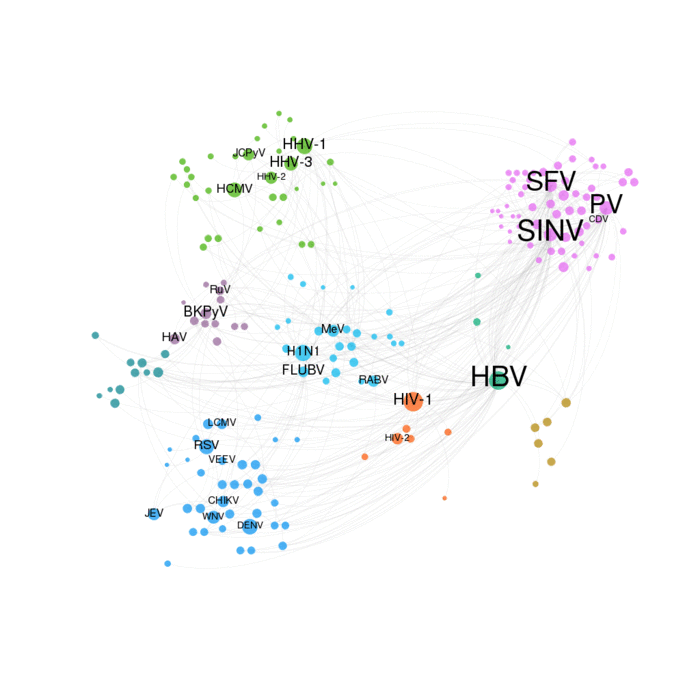 HHV-1
JCPyV
HHV-3
HHV-2
HCMV
SFV
PV
CDV
SINV
RuV
BKPyV
HAV
MeV
H1N1
FLUBV
RABV
HBV
HIV-1
HIV-2
LCMV
RSV
VEEV
CHIKV
JEV
WNV
DENV